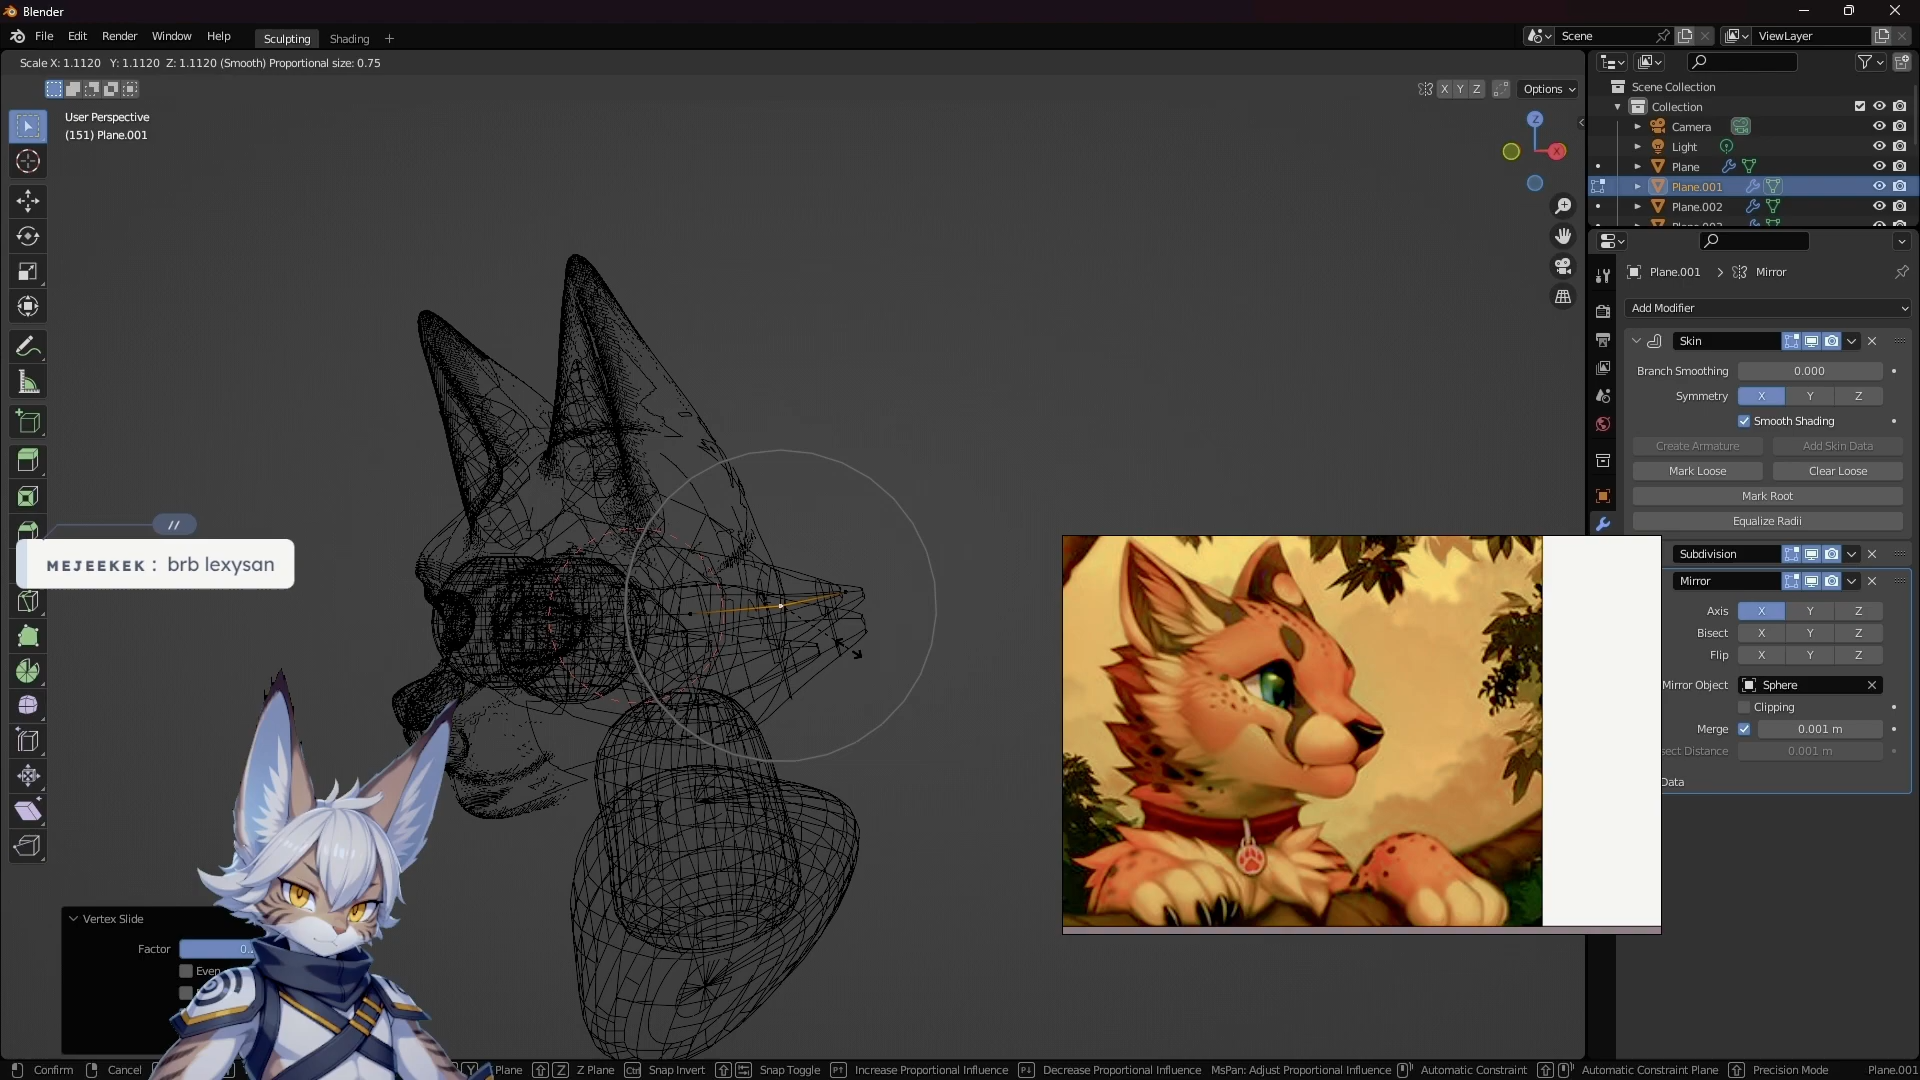 Blender
File Edit Render Window Help Sculpting Shading + Scene ViewLayer
Scale X: 1.1120 Y: 1.1120 Z: 1.1120 (Smooth) Proportional size: 0.75
X Y Z Options
User Perspective
(151) Plane.001
Z
X
Scene Collection
Collection
Camera
Light
Plane
Plane.001
Plane.002
Plane.001 > Mirror
Add Modifier
Skin
Branch Smoothing 0.000
Symmetry X Y Z
Smooth Shading
Create Armature Add Skin Data
Mark Loose Clear Loose
Mark Root
Equalize Radii
Subdivision
Mirror
Axis X Y Z
Bisect X Y Z
Flip X Y Z
Mirror Object Sphere
Clipping
Merge 0.001 m
sect Distance 0.001 m
Data
//
MEJEEKEK : brb lexysan
Vertex Slide
Factor 0.
Even
Confirm Cancel Y Plane Z Z Plane Ctrl Snap Invert Snap Toggle Increase Proportional Influence Decrease Proportional Influence MsPan: Adjust Proportional Influence Automatic Constraint Automatic Constraint Plane Precision Mode Plane.001